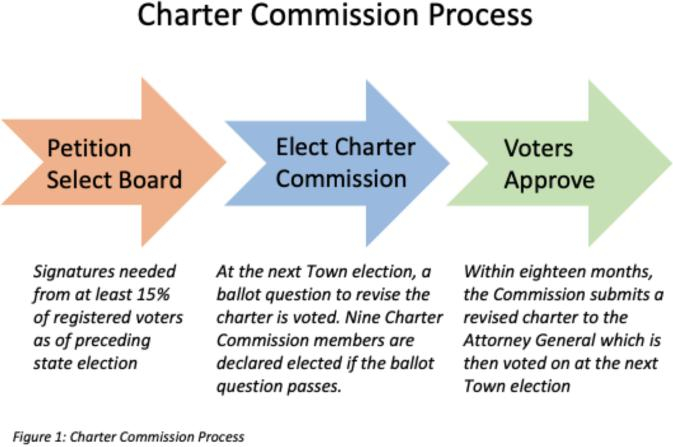 Charter Commission Process
Petition
Select Board
Elect Charter
Commission
Voters
Approve
Signatures needed
from at least 15%
of registered voters
as of preceding
state election
At the next Town election, a
ballot question to revise the
charter is voted. Nine Charter
Commission members are
declared elected if the ballot
question passes.
Within eighteen months,
the Commission submits a
revised charter to the
Attorney General which is
then voted on at the next
Town election
Figure 1: Charter Commission Process